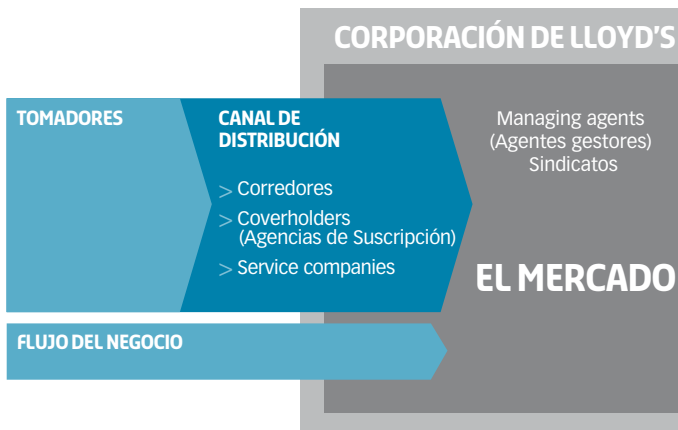 CORPORACIÓN DE LLOYD'S
TOMADORES
CANAL DE
DISTRIBUCIÓN
> Corredores
> Coverholders
(Agencias de Suscripción)
> Service companies
Managing agents
(Agentes gestores)
Sindicatos
EL MERCADO
FLUJO DEL NEGOCIO